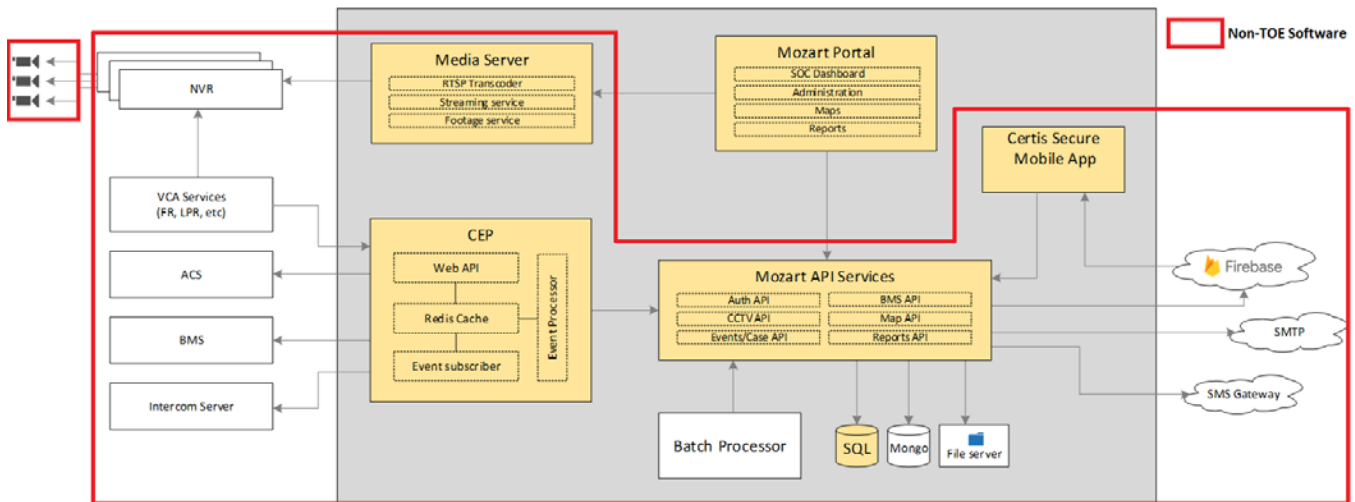 Non-TOE Software
Media Server
RTSP Transcoder
Streaming service
Footage service
Mozart Portal
SOC Dashboard
Administration
Maps
Reports
NVR
Certis Secure
Mobile App
VCA Services
(FR, LPR, etc)
ACS
BMS
Intercom Server
CEP
Web API
Redis Cache
Event subscriber
Event Processor
Mozart API Services
Auth API
BMS API
CCTV API
Map API
Events/Case API
Reports API
Firebase
SMTP
SMS Gateway
Batch Processor
SQL
Mongo
File server